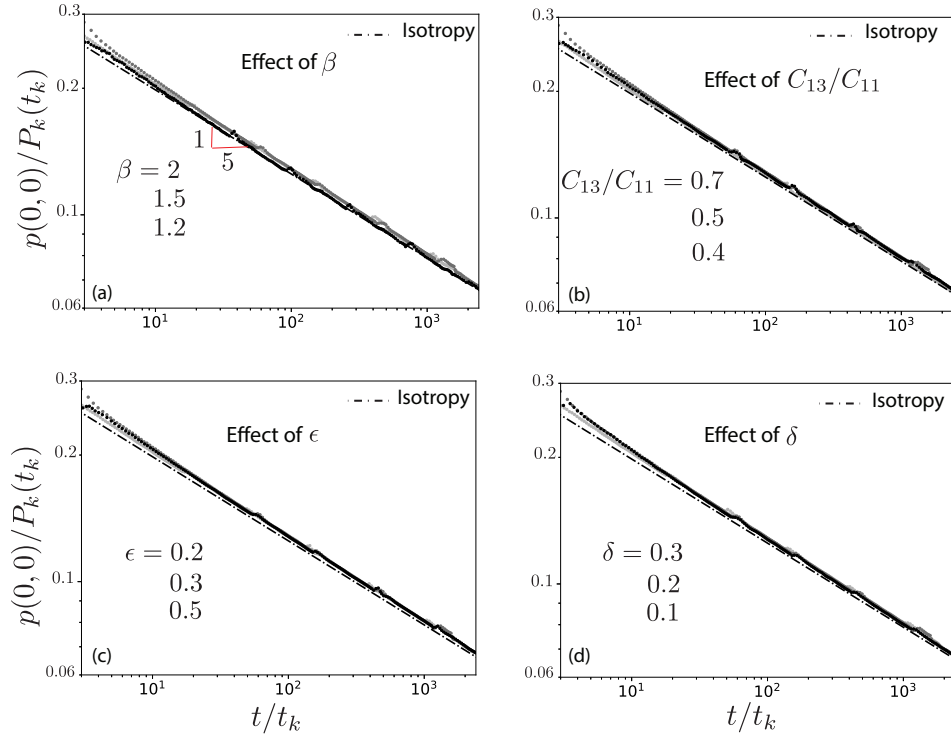 0.3
Isotropy
Effect of β
0.2
1
5
β = 2
1.5
1.2
0.1
0.06
(a)
10¹
10²
10³
p(0, 0)/P_k(t_k)
0.3
Isotropy
Effect of C₁₃/C₁₁
0.2
C₁₃/C₁₁ = 0.7
0.5
0.4
0.1
0.06
(b)
10¹
10²
10³
0.3
Isotropy
Effect of ϵ
0.2
ϵ = 0.2
0.3
0.5
0.1
0.06
(c)
10¹
10²
10³
p(0, 0)/P_k(t_k)
t/t_k
0.3
Isotropy
Effect of δ
0.2
δ = 0.3
0.2
0.1
0.1
0.06
(d)
10¹
10²
10³
t/t_k